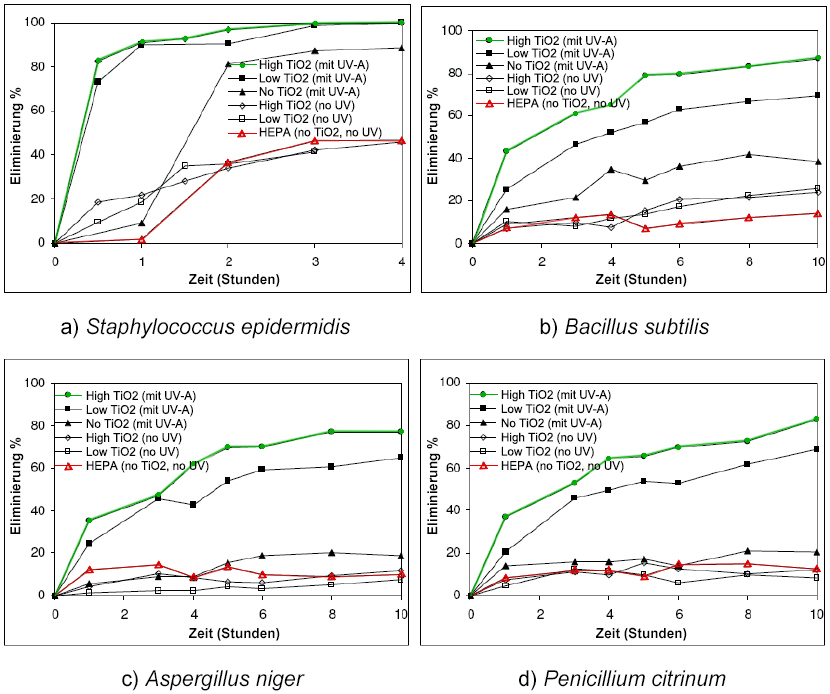 100
80
60
40
20
0
Eliminierung %
High TiO2 (mit UV-A)
Low TiO2 (mit UV-A)
No TiO2 (mit UV-A)
High TiO2 (no UV)
Low TiO2 (no UV)
HEPA (no TiO2, no UV)
0 1 2 3 4
Zeit (Stunden)
a) Staphylococcus epidermidis
100
80
60
40
20
0
Eliminierung %
High TiO2 (mit UV-A)
Low TiO2 (mit UV-A)
No TiO2 (mit UV-A)
High TiO2 (no UV)
Low TiO2 (no UV)
HEPA (no TiO2, no UV)
0 2 4 6 8 10
Zeit (Stunden)
b) Bacillus subtilis
100
80
60
40
20
0
Eliminierung %
High TiO2 (mit UV-A)
Low TiO2 (mit UV-A)
No TiO2 (mit UV-A)
High TiO2 (no UV)
Low TiO2 (no UV)
HEPA (no TiO2, no UV)
0 2 4 6 8 10
Zeit (Stunden)
c) Aspergillus niger
100
80
60
40
20
0
Eliminierung %
High TiO2 (mit UV-A)
Low TiO2 (mit UV-A)
No TiO2 (mit UV-A)
High TiO2 (no UV)
Low TiO2 (no UV)
HEPA (no TiO2, no UV)
0 2 4 6 8 10
Zeit (Stunden)
d) Penicillium citrinum